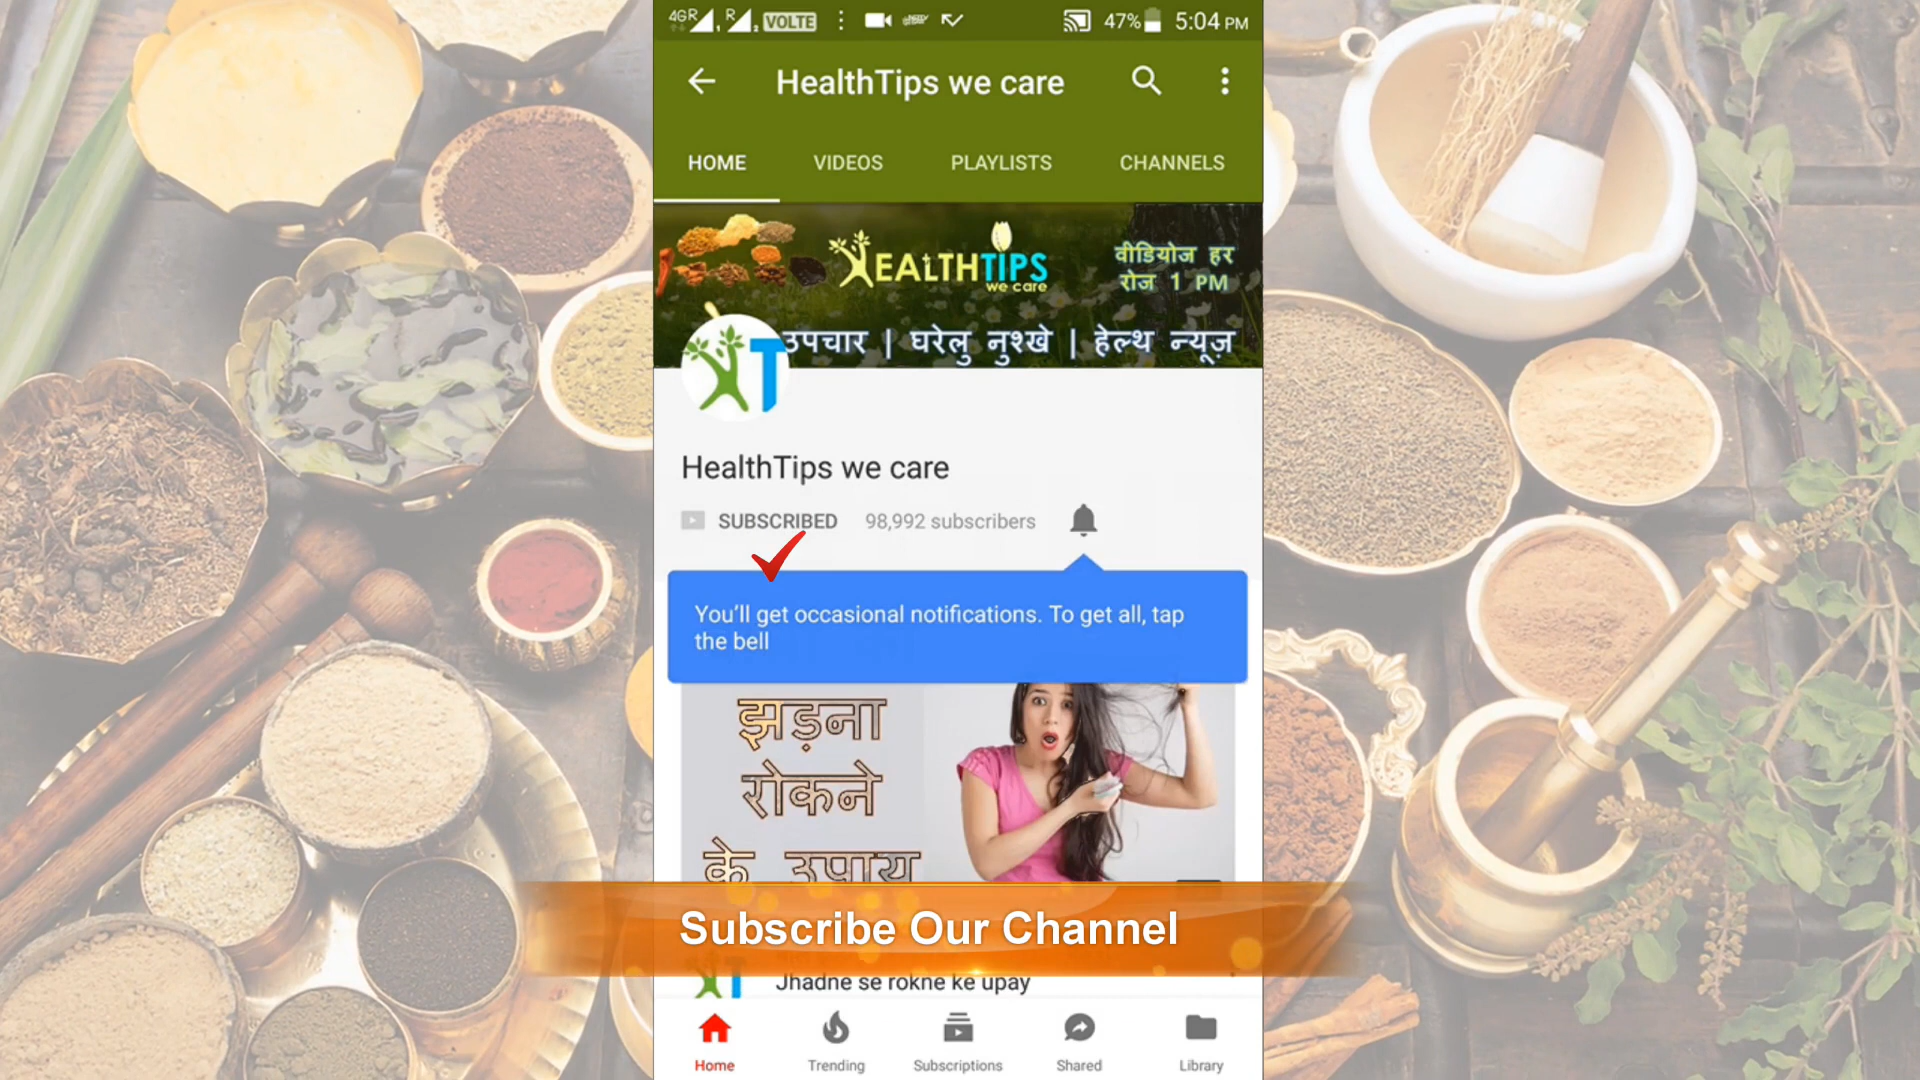 4G R R VOLTE 47% 5:04 PM
HealthTips we care
HOME VIDEOS PLAYLISTS CHANNELS
HEALTHTIPS
we care
वीडियोज हर
रोज 1 PM
उपचार | घरेलु नुश्खे | हेल्थ न्यूज़
T
HealthTips we care
SUBSCRIBED 98,992 subscribers
You'll get occasional notifications. To get all, tap
the bell
झड़ना
रोकने
के उपाय
Subscribe Our Channel
Jhadne se rokne ke upay
Home Trending Subscriptions Shared Library